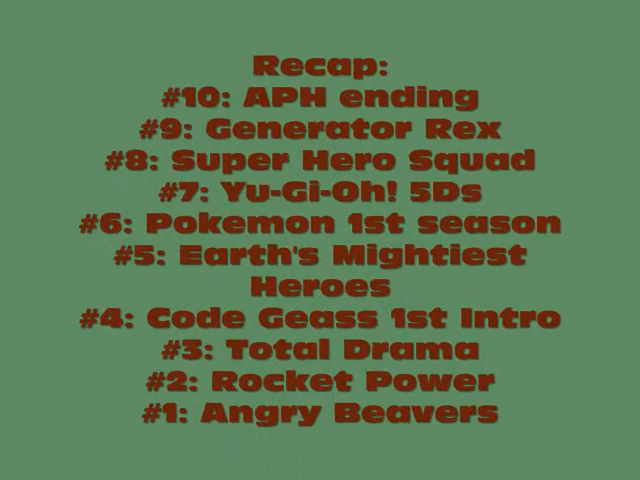 Recap:
#10: APH ending
#9: Generator Rex
#8: Super Hero Squad
#7: Yu-Gi-Oh! 5Ds
#6: Pokemon 1st season
#5: Earth's Mightiest
Heroes
#4: Code Geass 1st Intro
#3: Total Drama
#2: Rocket Power
#1: Angry Beavers